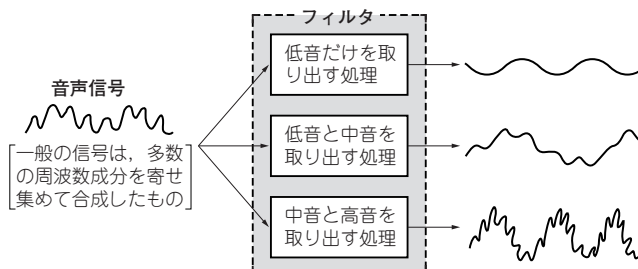 フィルタ
低音だけを取
り出す処理
音声信号
低音と中音を
取り出す処理
一般の信号は，多数
の周波数成分を寄せ
集めて合成したもの
中音と高音を
取り出す処理